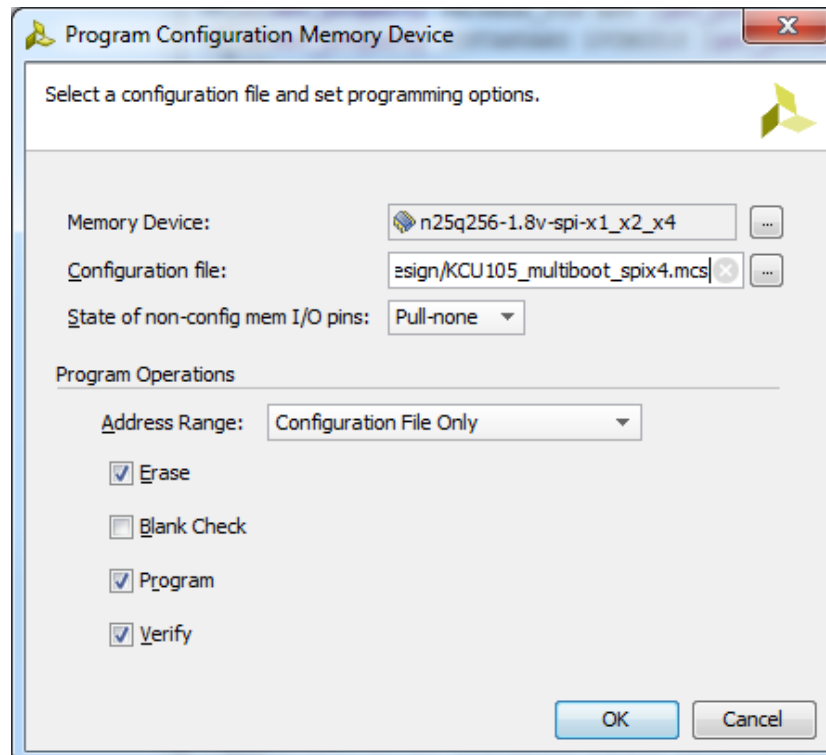 Program Configuration Memory Device
Select a configuration file and set programming options.
Memory Device: n25q256-1.8v-spi-x1_x2_x4 ...
Configuration file: esign/KCU105_multiboot_spix4.mcs ...
State of non-config mem I/O pins: Pull-none
Program Operations
Address Range: Configuration File Only
Erase
Blank Check
Program
Verify
OK Cancel